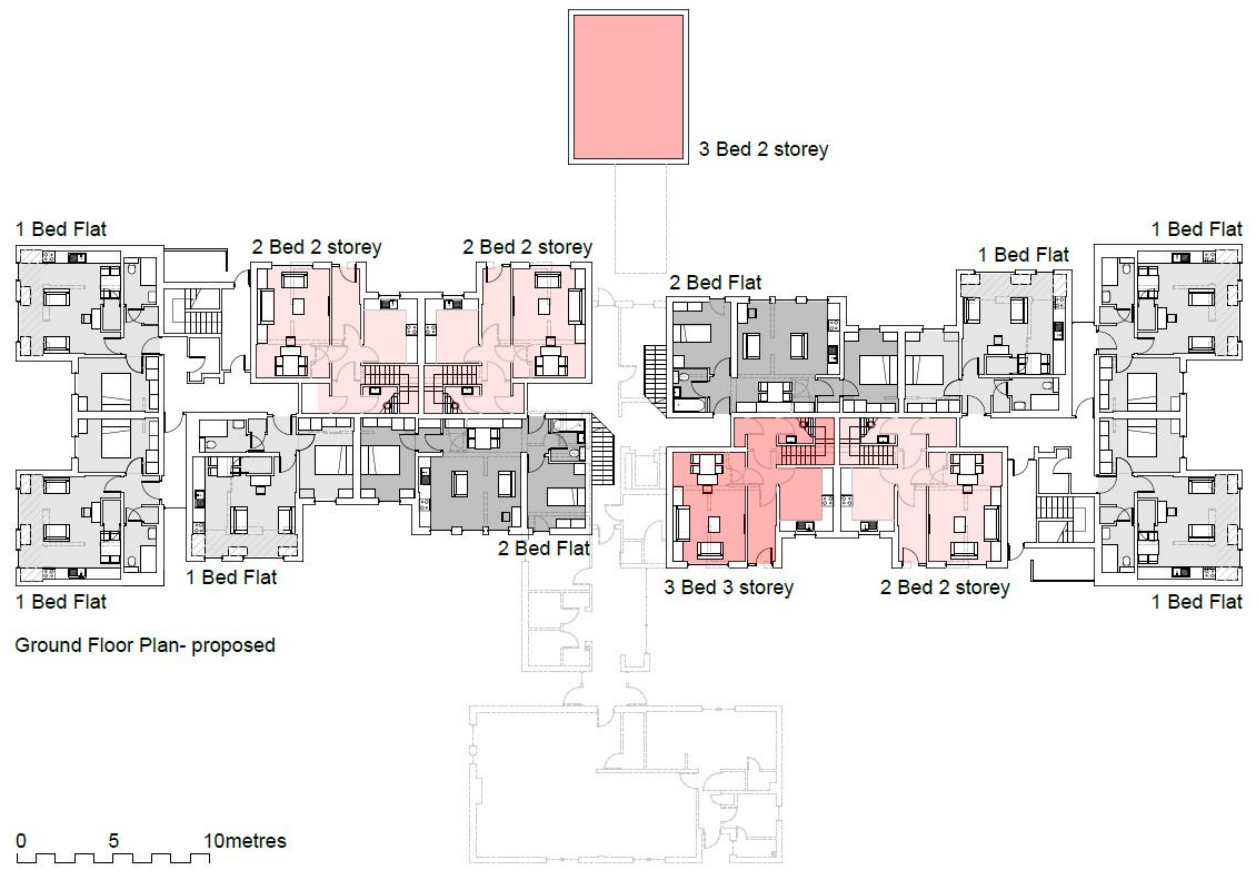 3 Bed 2 storey
1 Bed Flat
1 Bed Flat
2 Bed 2 storey
2 Bed 2 storey
1 Bed Flat
2 Bed Flat
2 Bed Flat
1 Bed Flat
3 Bed 3 storey
2 Bed 2 storey
1 Bed Flat
1 Bed Flat
Ground Floor Plan- proposed
0 5 10metres